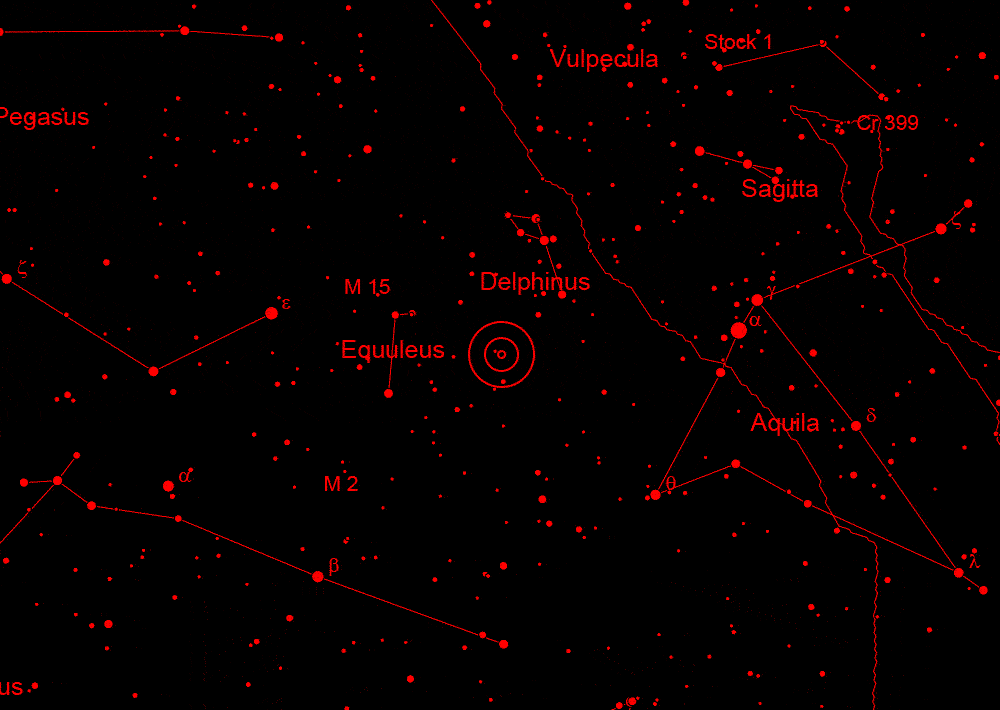 Stock 1
Vulpecula
Pegasus
Cr 399
Sagitta
ζ
ζ
Delphinus
γ
M 15
ε
α
Equuleus
δ
Aquila
α
M 2
θ
β
λ
us